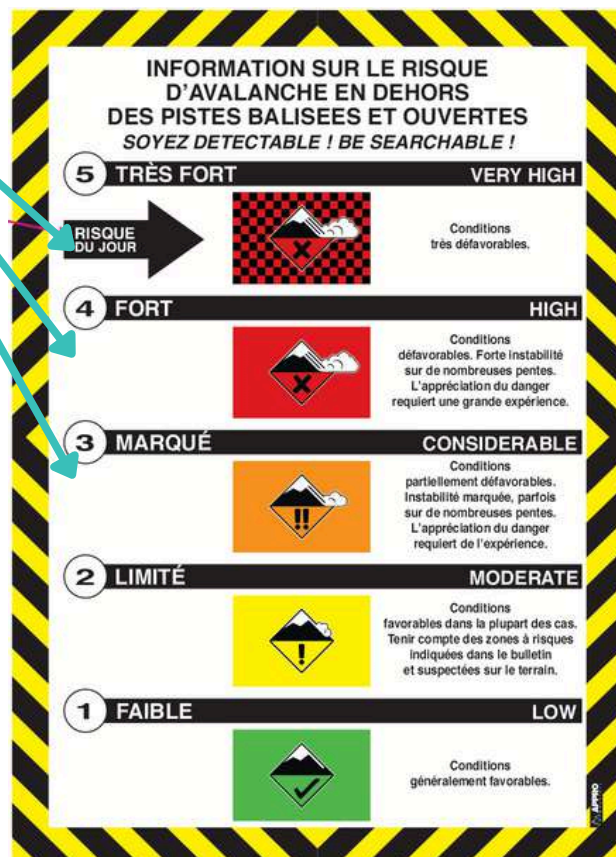 INFORMATION SUR LE RISQUE
D'AVALANCHE EN DEHORS
DES PISTES BALISEES ET OUVERTES
SOYEZ DETECTABLE ! BE SEARCHABLE !
5 TRÈS FORT VERY HIGH
RISQUE
DU JOUR
Conditions
très défavorables.
4 FORT HIGH
Conditions
défavorables. Forte instabilité
sur de nombreuses pentes.
L'appréciation du danger
requiert une grande expérience.
3 MARQUÉ CONSIDERABLE
Conditions
partiellement défavorables.
Instabilité marquée, parfois
sur de nombreuses pentes.
L'appréciation du danger
requiert de l'expérience.
2 LIMITÉ MODERATE
Conditions
favorables dans la plupart des cas.
Tenir compte des zones à risques
indiquées dans le bulletin
et suspectées sur le terrain.
1 FAIBLE LOW
Conditions
généralement favorables.
APPRO